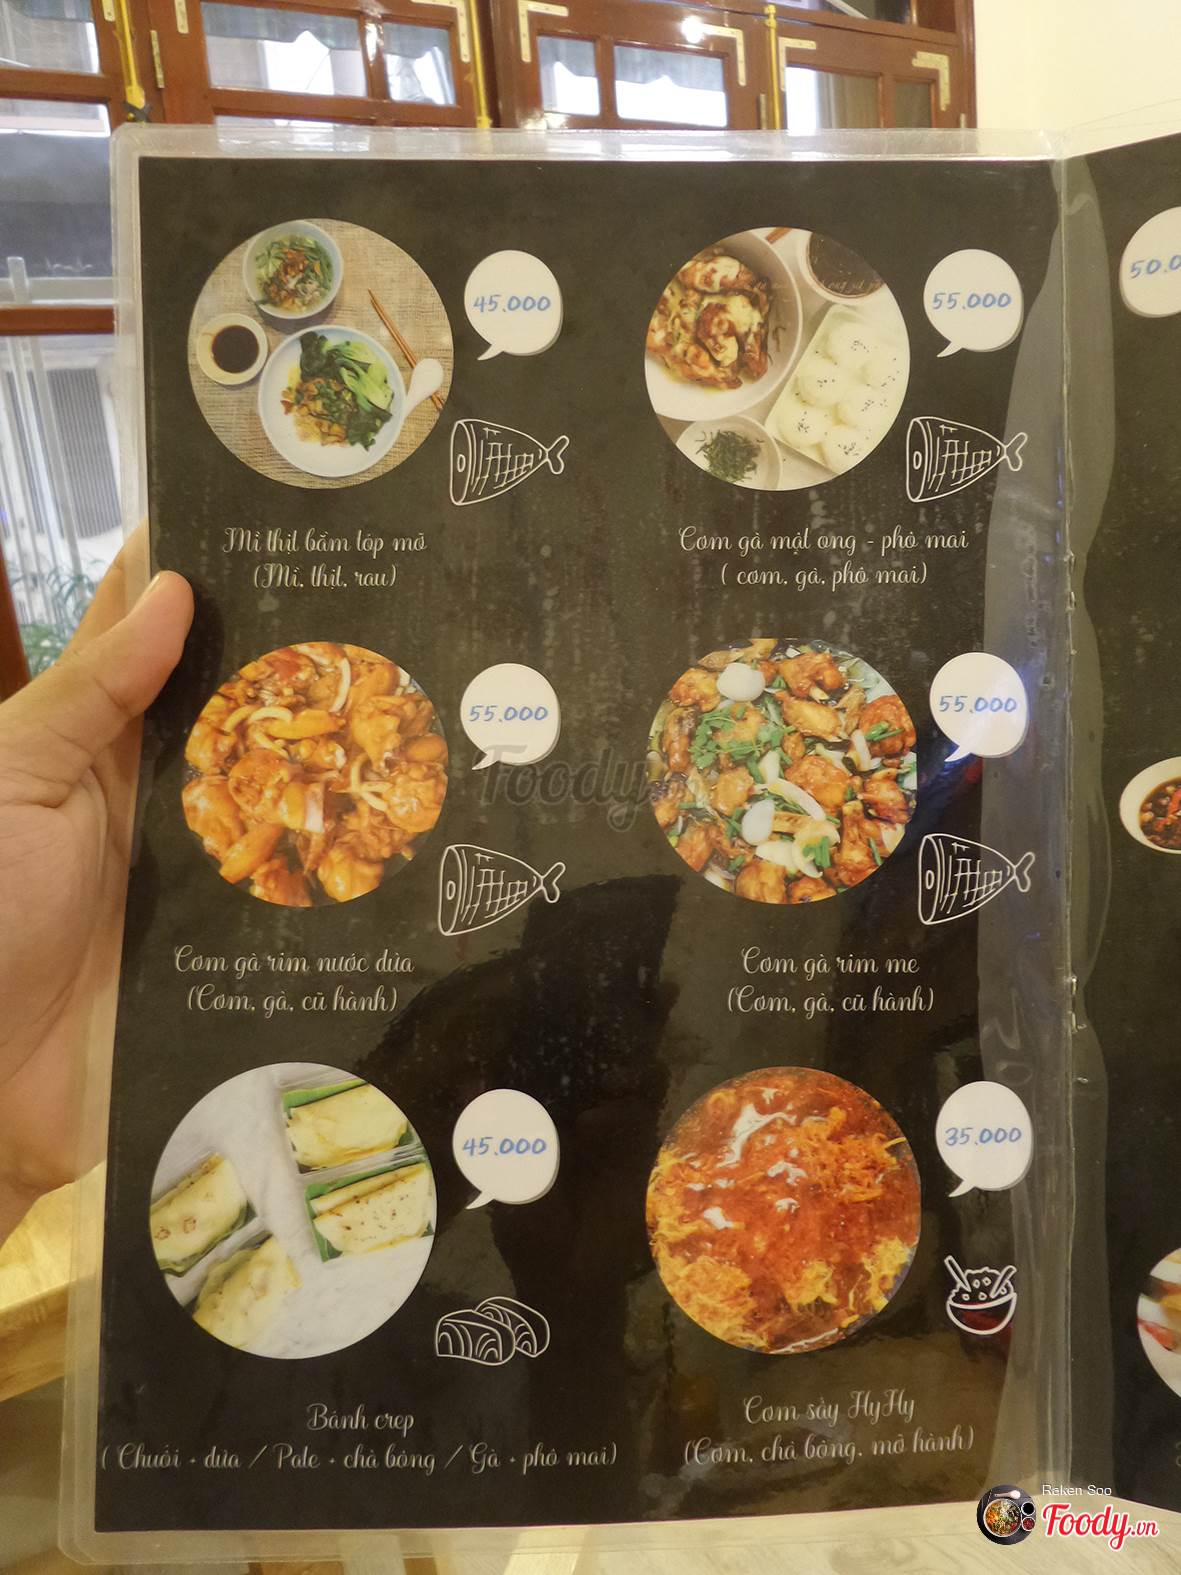 45.000
55.000
50.0
Mì thịt bằm tóp mỡ
(Mì, thịt, rau)
Cơm gà mật ong - phô mai
( cơm, gà, phô mai)
55.000
55.000
Foody
Cơm gà rim nước dừa
(Cơm, gà, củ hành)
Cơm gà rim me
(Cơm, gà, củ hành)
45.000
35.000
Bánh crep
( Chuối + dừa / Pate + chà bông / Gà + phô mai)
Cơm sấy HyHy
(Cơm, chà bông, mỡ hành)
Raken Soo
Foody.vn